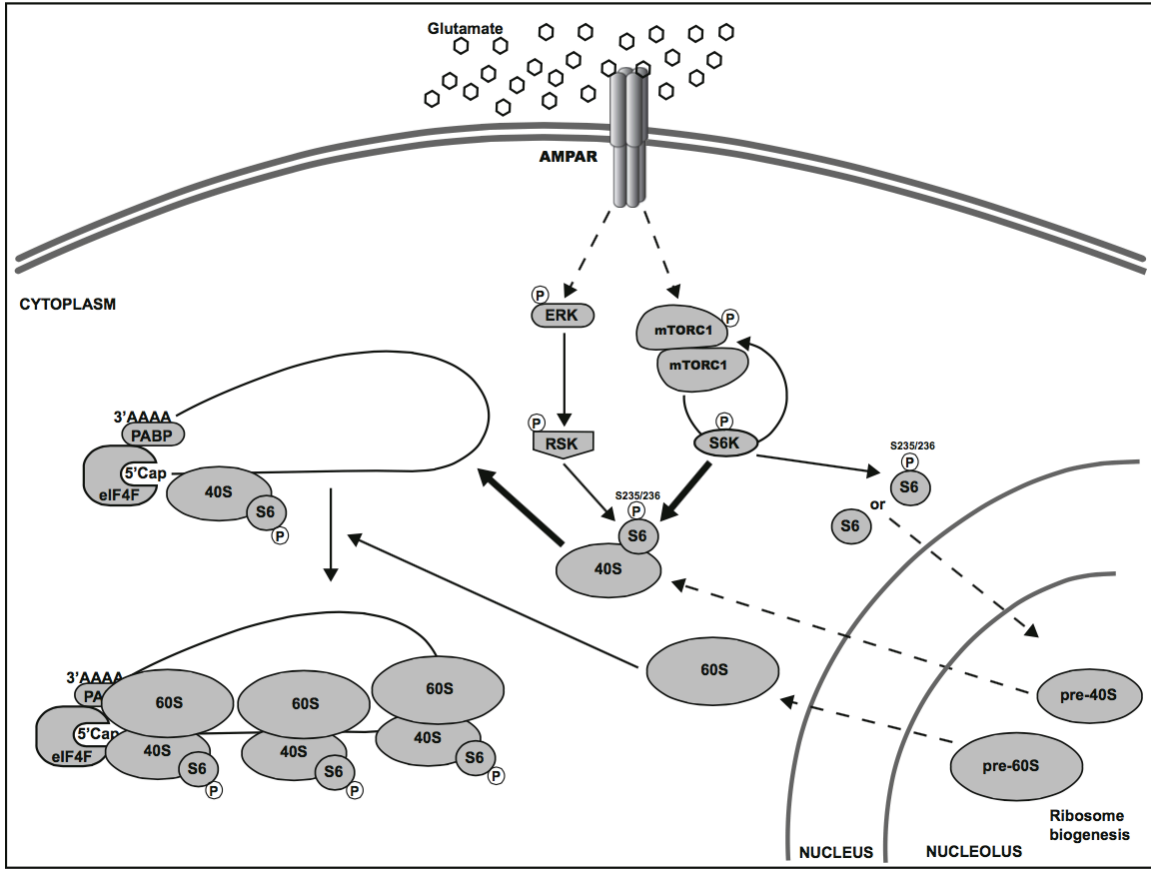 Glutamate
AMPAR
CYTOPLASM
P
ERK
mTORC1
P
mTORC1
3'AAAA
PABP
5'Cap
eIF4F
40S
S6
P
P
RSK
P
S6K
S235/236
P
S6
or
S6
S235/236
P
S6
40S
60S
pre-40S
pre-60S
Ribosome
biogenesis
NUCLEUS
NUCLEOLUS
3'AAAA
PA
5'Cap
eIF4F
60S
40S
S6
P
60S
40S
S6
P
60S
40S
S6
P